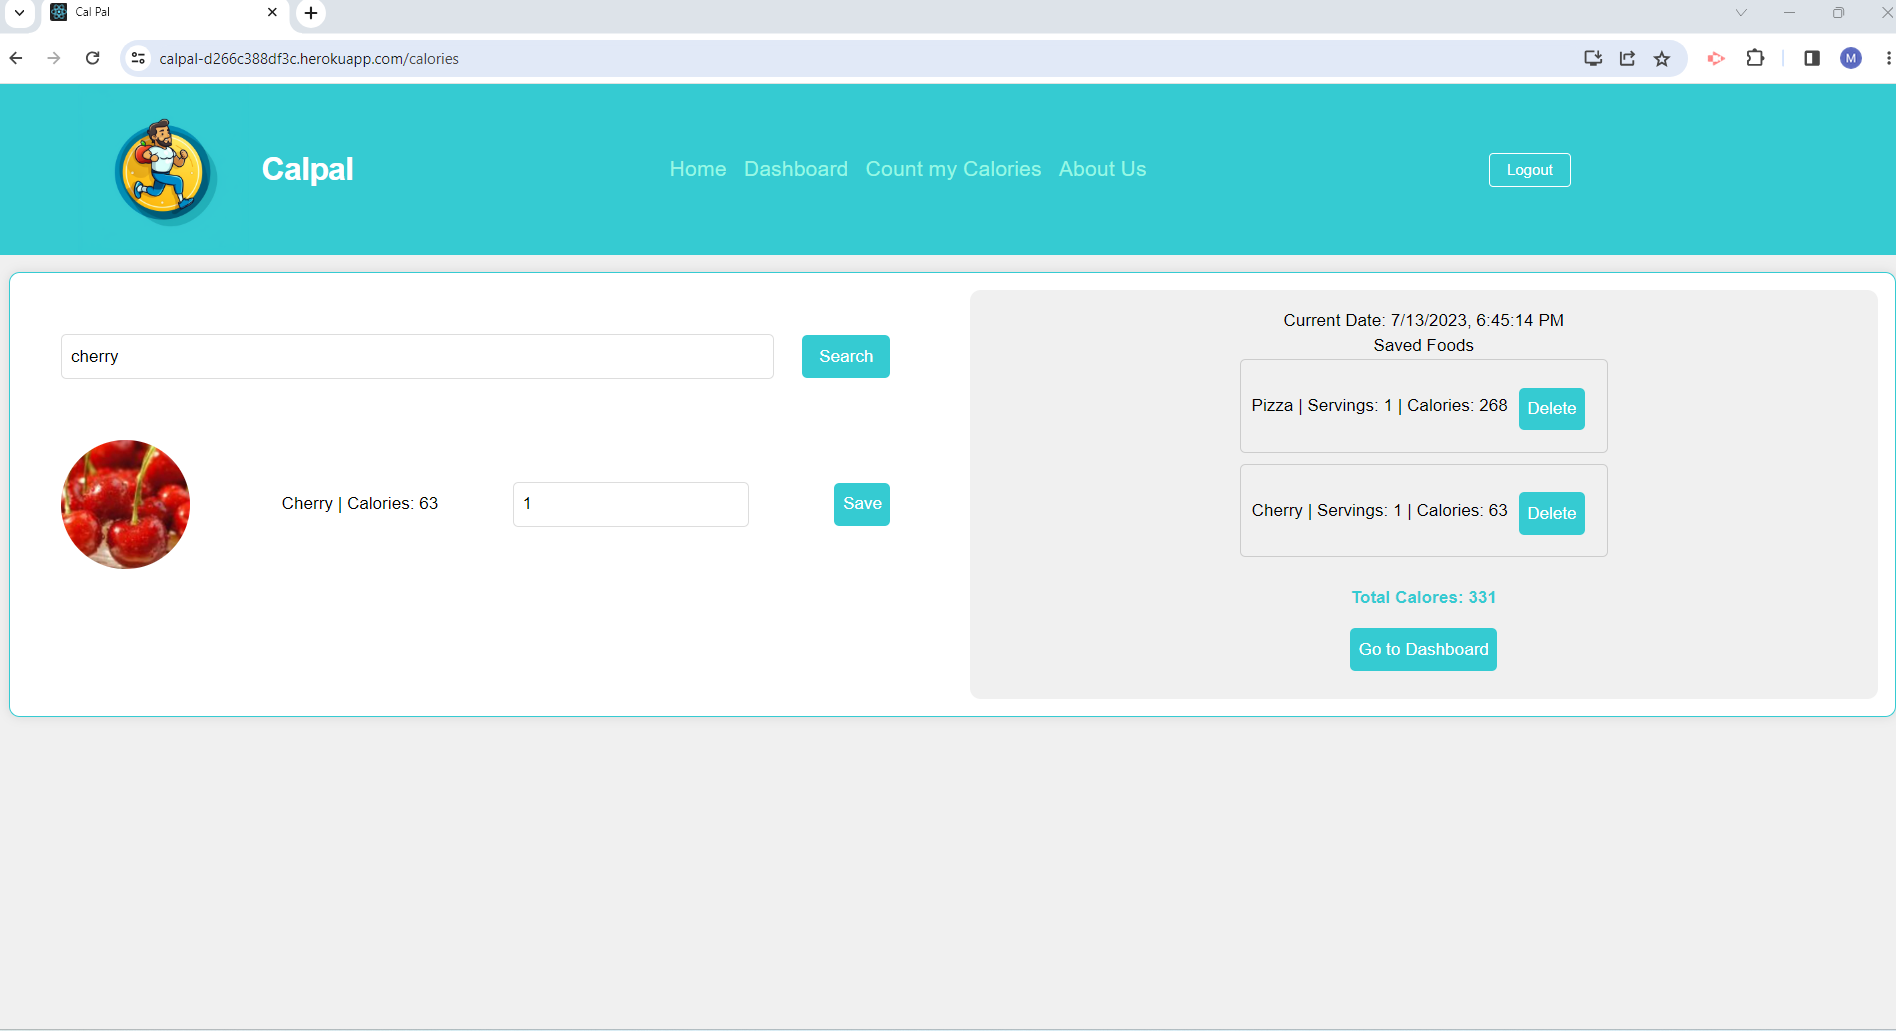 Cal Pal
calpal-d266c388df3c.herokuapp.com/calories
M
Calpal
Home Dashboard Count my Calories About Us
Logout
cherry
Search
Cherry | Calories: 63
1
Save
Current Date: 7/13/2023, 6:45:14 PM
Saved Foods
Pizza | Servings: 1 | Calories: 268
Delete
Cherry | Servings: 1 | Calories: 63
Delete
Total Calores: 331
Go to Dashboard